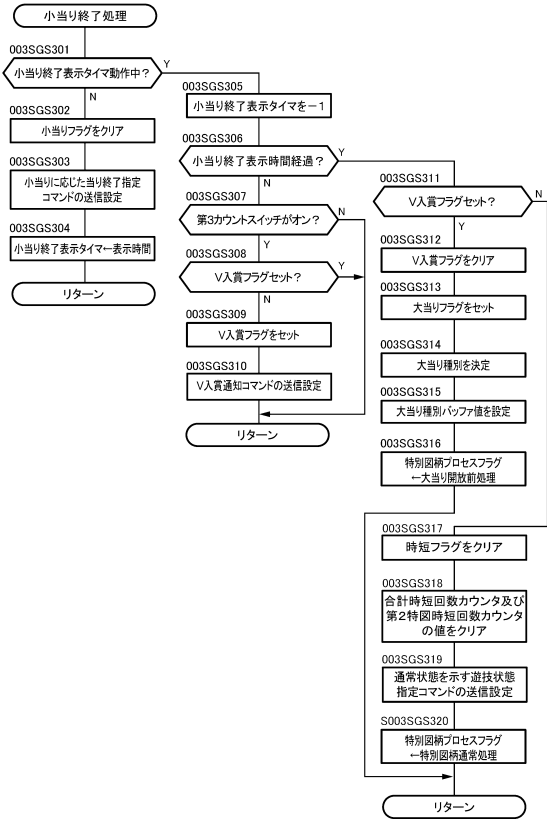 小当り終了処理
003SGS301
小当り終了表示タイマ動作中？
Y
N
003SGS302
小当りフラグをクリア
003SGS303
小当りに応じた当り終了指定
コマンドの送信設定
003SGS304
小当り終了表示タイマ←表示時間
リターン
003SGS305
小当り終了表示タイマを－１
003SGS306
小当り終了表示時間経過？
Y
N
003SGS307
第3カウントスイッチがオン？
N
Y
003SGS308
V入賞フラグセット？
Y
N
003SGS309
V入賞フラグをセット
003SGS310
V入賞通知コマンドの送信設定
リターン
003SGS311
V入賞フラグセット？
N
Y
003SGS312
V入賞フラグをクリア
003SGS313
大当りフラグをセット
003SGS314
大当り種別を決定
003SGS315
大当り種別バッファ値を設定
003SGS316
特別図柄プロセスフラグ
←大当り開放前処理
003SGS317
時短フラグをクリア
003SGS318
合計時短回数カウンタ及び
第２特図時短回数カウンタ
の値をクリア
003SGS319
通常状態を示す遊技状態
指定コマンドの送信設定
S003SGS320
特別図柄プロセスフラグ
←特別図柄通常処理
リターン